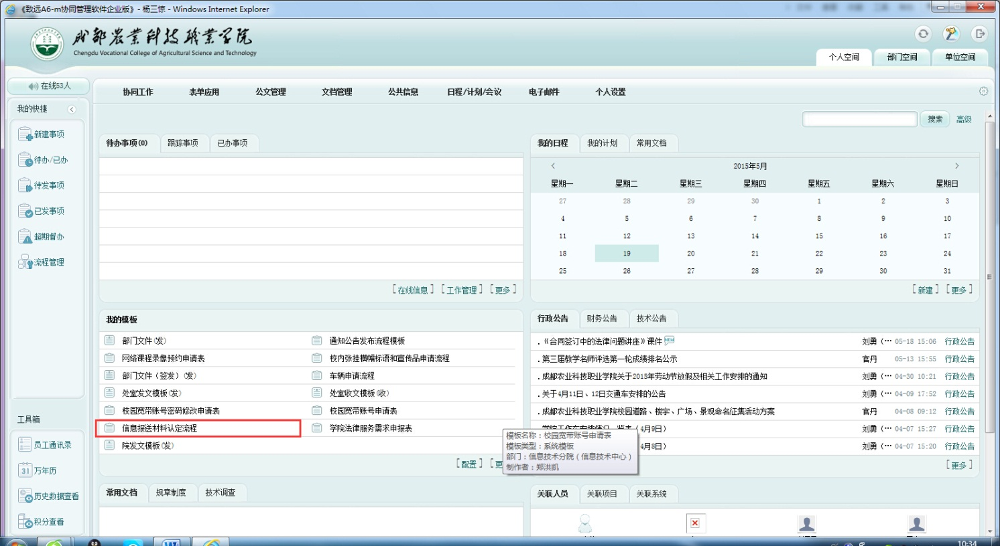 《致远A6-m协同管理软件企业版》- 杨三惊 - Windows Internet Explorer
成都农业科技职业学院
Chengdu Vocational College of Agricultural Science and Technology
个人空间 部门空间 单位空间
在线53人
协同工作 表单应用 公文管理 文档管理 公共信息 日程/计划/会议 电子邮件 个人设置
我的快捷
新建事项
待办/已办
待发事项
已发事项
超期督办
流程管理
工具箱
员工通讯录
31 万年历
历史数据查看
积分查看
搜索 高级
待办事项(0) 跟踪事项 已办事项
[在线信息] [工作管理] [更多]
我的日程 我的计划 常用文档
2015年5月
星期一 星期二 星期三 星期四 星期五 星期六 星期日
27 28 29 30 1 2 3
4 5 6 7 8 9 10
11 12 13 14 15 16 17
18 19 20 21 22 23 24
25 26 27 28 29 30 31
[新建] [更多]
我的模板
部门文件(发) 通知公告发布流程模板
网络课程录像预约申请表 校内张挂横幅标语和宣传品申请流程
部门文件(签发)(发) 车辆申请流程
处室发文模板(发) 处室收文模板(收)
校园宽带账号密码修改申请表 校园宽带账号申请表
信息报送材料认定流程 学院法律服务需求申报表
院发文模板(发)
[配置] [更
模板名称：校园宽带账号申请表
模板类型：系统模板
部门：信息技术分院（信息技术中心）
制作者：郑洪凯
行政公告 财务公告 技术公告
.《合同签订中的法律问题讲座》课件 NEW 刘勇（… 05-18 15:06 行政公告
.第三届教学名师评选第一轮成绩排名公示 官丹 05-13 15:55 行政公告
.成都农业科技职业学院关于2015年劳动节放假及相关工作安排的通知 刘勇（… 04-30 10:21 行政公告
.关于4月11日、12日交通车安排的公告 刘勇（… 04-09 17:52 行政公告
.成都农业科技职业学院校园道路、楼宇、广场、景观命名征集活动方案 官丹 04-08 09:12 行政公告
4月9日） 刘勇（… 04-07 15:27 行政公告
4月8日） 刘勇（… 04-07 15:20 行政公告
[更多]
常用文档 规章制度 技术调查
关联人员 关联项目 关联系统
10:34